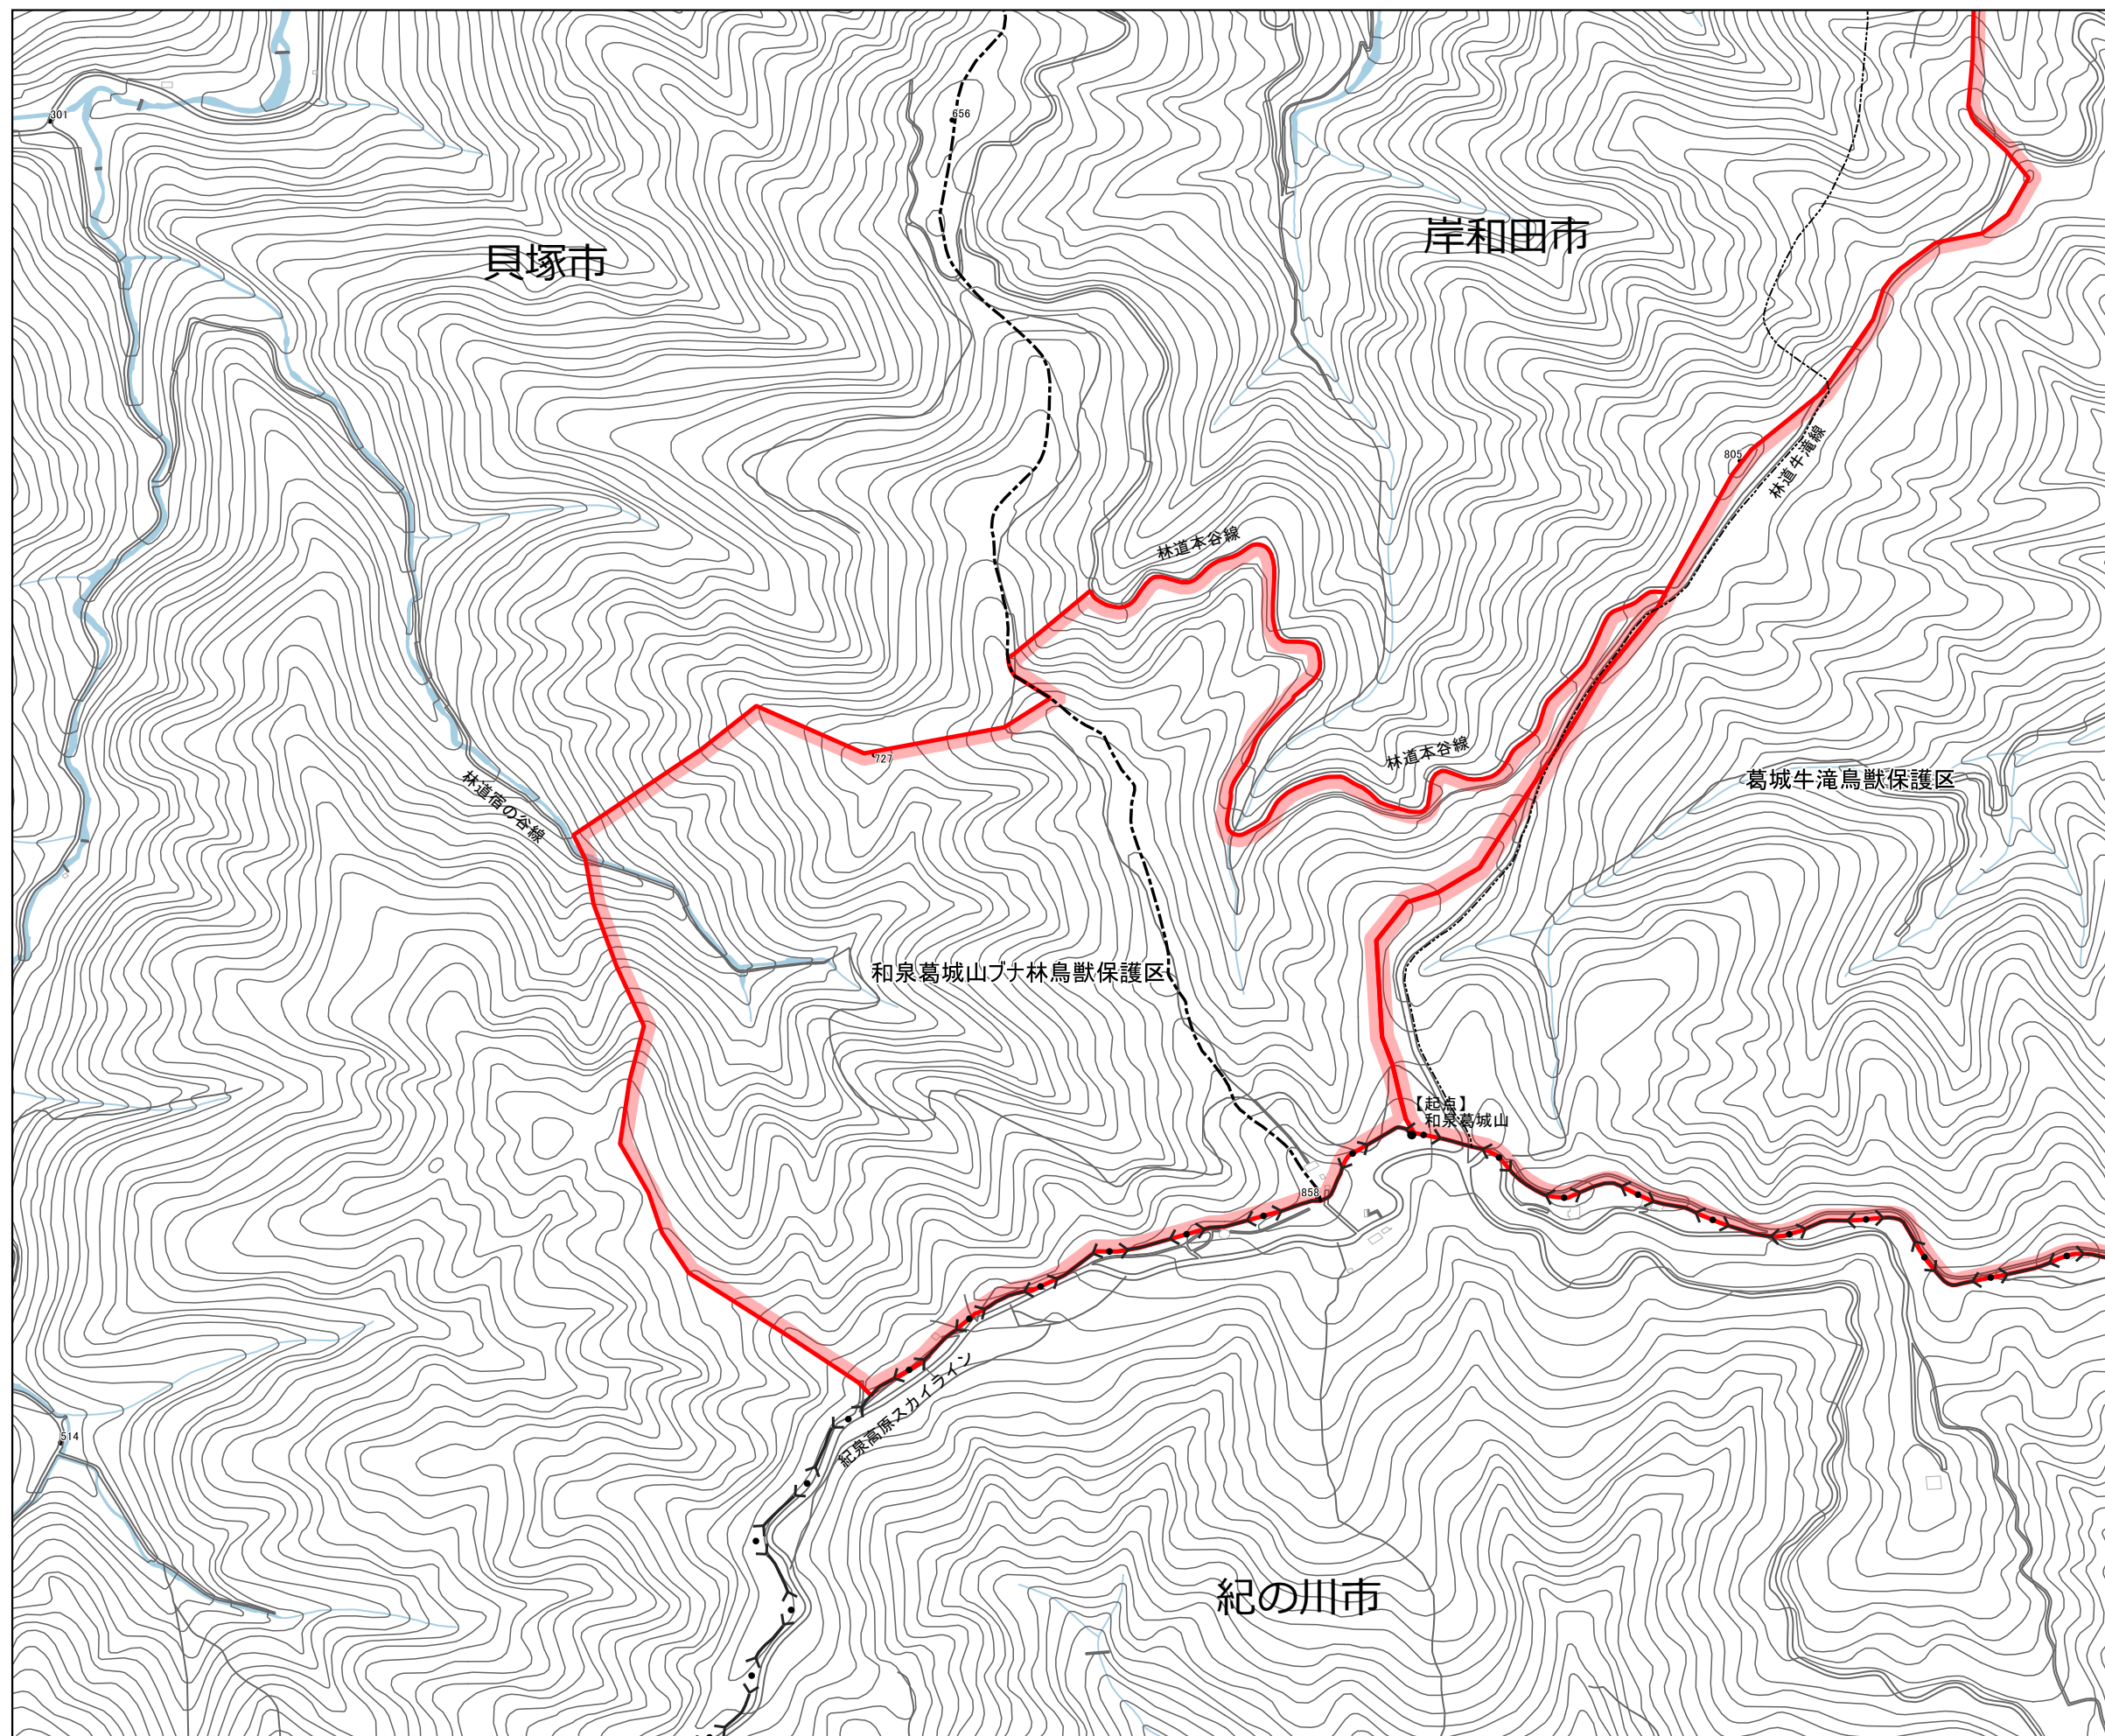 301
656
貝塚市
岸和田市
805
林道牛滝線
林道本谷線
林道本谷線
727
林道宿の谷線
葛城牛滝鳥獣保護区
和泉葛城山ブナ林鳥獣保護区
【起点】
和泉葛城山
858
紀泉高原スカイライン
514
紀の川市